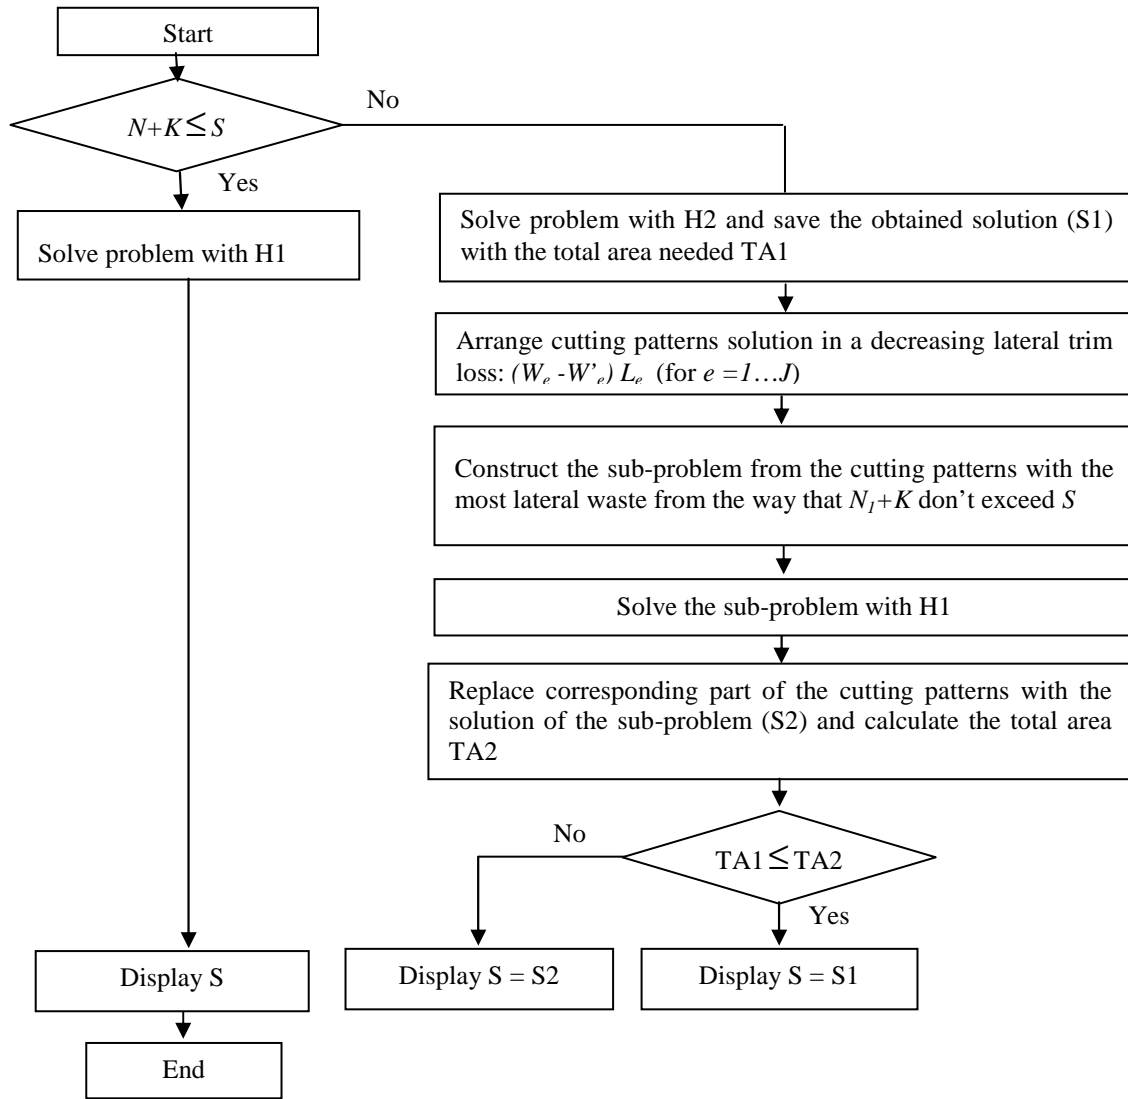 Start
No
N+K ≤ S
Yes
Solve problem with H1
Solve problem with H2 and save the obtained solution (S1)
with the total area needed TA1
Arrange cutting patterns solution in a decreasing lateral trim
loss: (We -W’e) Le (for e =1…J)
Construct the sub-problem from the cutting patterns with the
most lateral waste from the way that N1+K don’t exceed S
Solve the sub-problem with H1
Replace corresponding part of the cutting patterns with the
solution of the sub-problem (S2) and calculate the total area
TA2
No
TA1 ≤ TA2
Yes
Display S
Display S = S2
Display S = S1
End